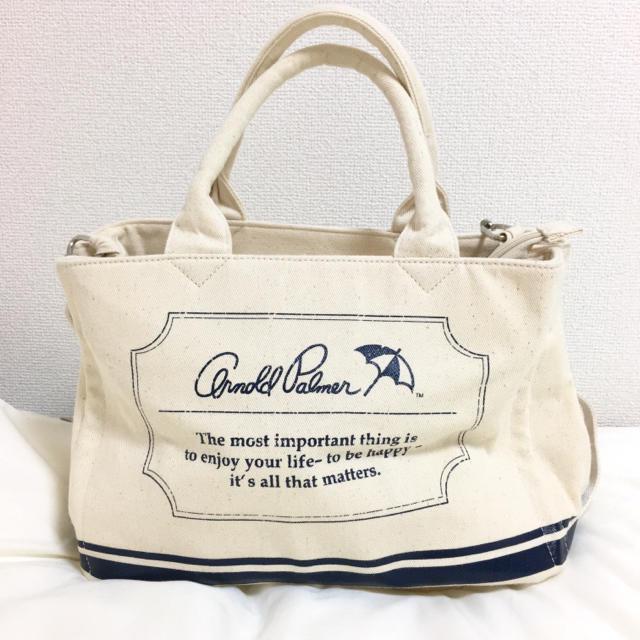 Arnold Palmer ™
The most important thing is
to enjoy your life- to be happy -
it's all that matters.